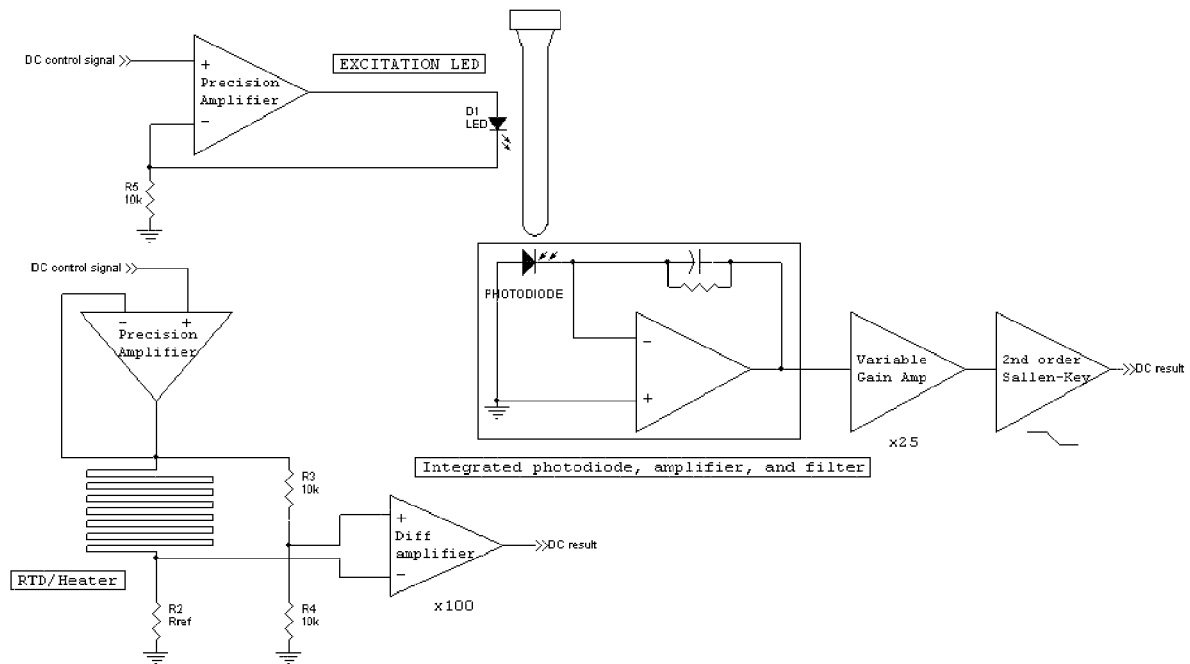 DC control signal
+
Precision
Amplifier
−
EXCITATION LED
D1
LED
R5
10k
DC control signal
− +
Precision
Amplifier
PHOTODIODE
−
+
Variable
Gain Amp
x25
2nd order
Sallen-Key
DC result
Integrated photodiode, amplifier, and filter
R3
10k
+
Diff
amplifier
−
x100
DC result
RTD/Heater
R2
Rref
R4
10k